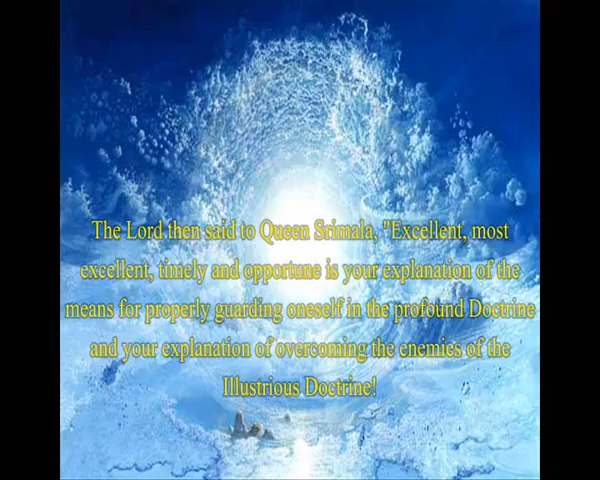 The Lord then said to Queen Srimala, "Excellent, most
excellent, timely and opportune is your explanation of the
means for properly guarding oneself in the profound Doctrine
and your explanation of overcoming the enemies of the
Illustrious Doctrine!